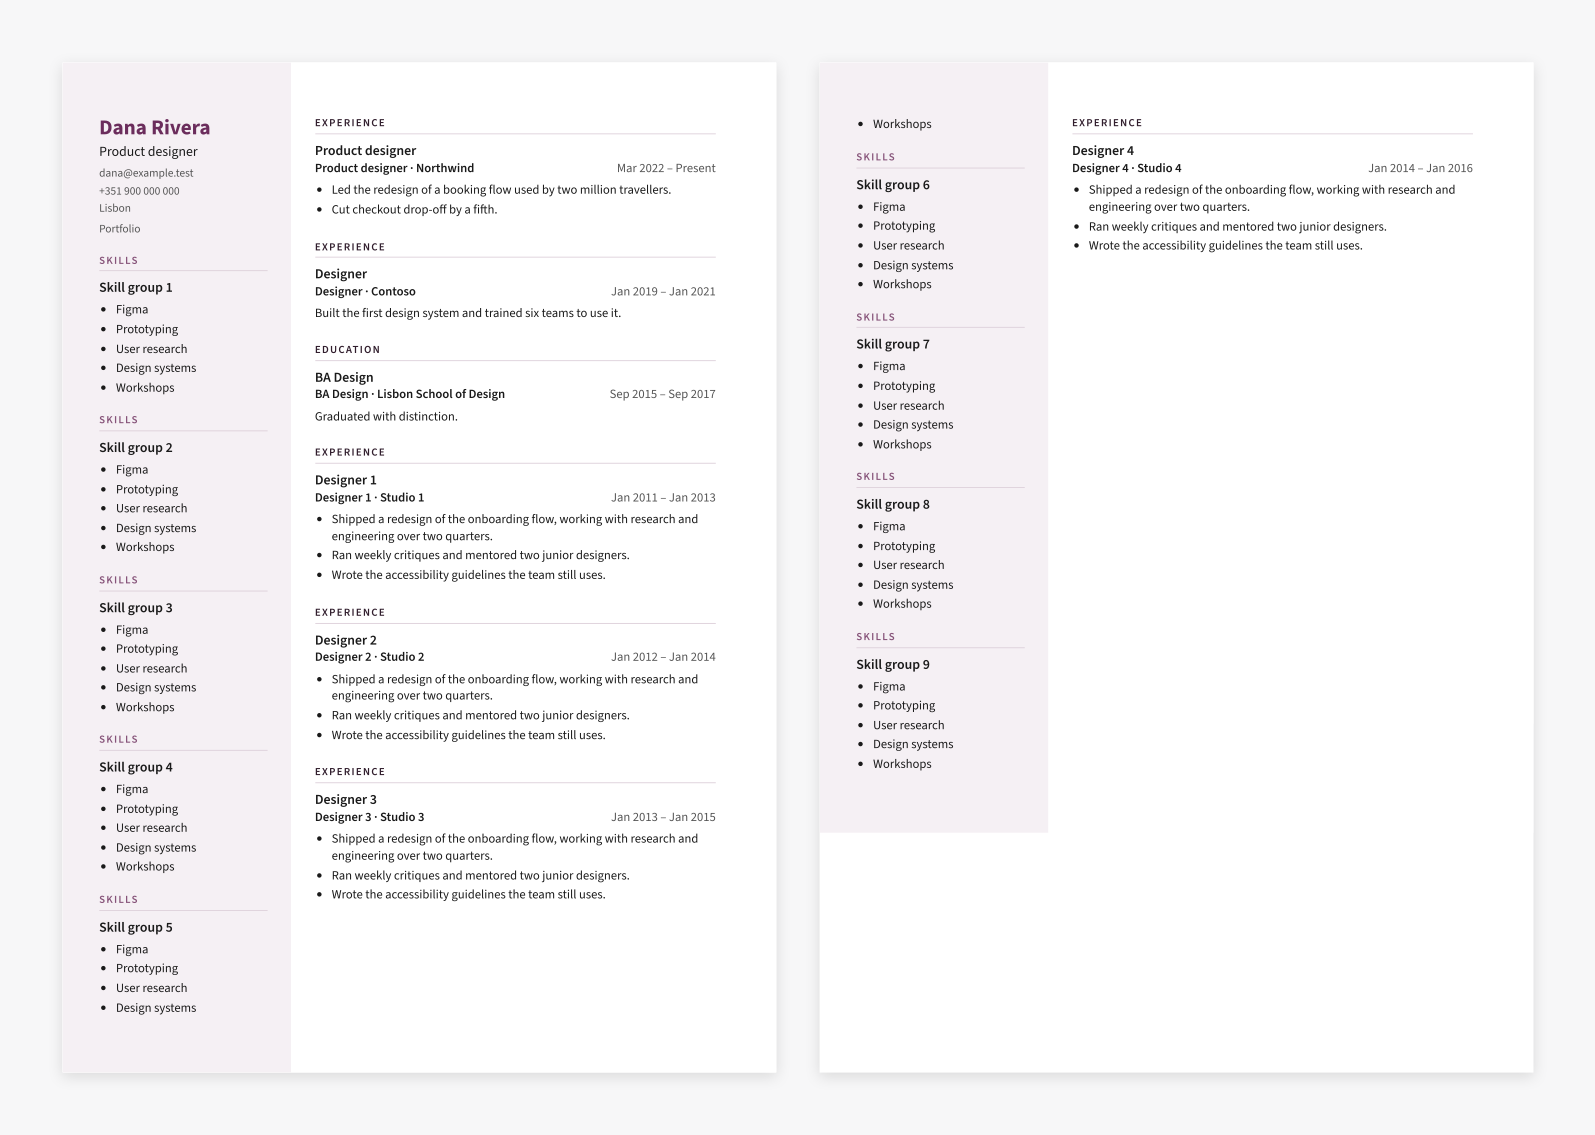 Dana Rivera
Product designer
dana@example.test
+351 900 000 000
Lisbon
Portfolio
SKILLS
Skill group 1
• Figma
• Prototyping
• User research
• Design systems
• Workshops
SKILLS
Skill group 2
• Figma
• Prototyping
• User research
• Design systems
• Workshops
SKILLS
Skill group 3
• Figma
• Prototyping
• User research
• Design systems
• Workshops
SKILLS
Skill group 4
• Figma
• Prototyping
• User research
• Design systems
• Workshops
SKILLS
Skill group 5
• Figma
• Prototyping
• User research
• Design systems
EXPERIENCE
Product designer
Product designer · Northwind Mar 2022 – Present
• Led the redesign of a booking flow used by two million travellers.
• Cut checkout drop-off by a fifth.
EXPERIENCE
Designer
Designer · Contoso Jan 2019 – Jan 2021
Built the first design system and trained six teams to use it.
EDUCATION
BA Design
BA Design · Lisbon School of Design Sep 2015 – Sep 2017
Graduated with distinction.
EXPERIENCE
Designer 1
Designer 1 · Studio 1 Jan 2011 – Jan 2013
• Shipped a redesign of the onboarding flow, working with research and
engineering over two quarters.
• Ran weekly critiques and mentored two junior designers.
• Wrote the accessibility guidelines the team still uses.
EXPERIENCE
Designer 2
Designer 2 · Studio 2 Jan 2012 – Jan 2014
• Shipped a redesign of the onboarding flow, working with research and
engineering over two quarters.
• Ran weekly critiques and mentored two junior designers.
• Wrote the accessibility guidelines the team still uses.
EXPERIENCE
Designer 3
Designer 3 · Studio 3 Jan 2013 – Jan 2015
• Shipped a redesign of the onboarding flow, working with research and
engineering over two quarters.
• Ran weekly critiques and mentored two junior designers.
• Wrote the accessibility guidelines the team still uses.
• Workshops
SKILLS
Skill group 6
• Figma
• Prototyping
• User research
• Design systems
• Workshops
SKILLS
Skill group 7
• Figma
• Prototyping
• User research
• Design systems
• Workshops
SKILLS
Skill group 8
• Figma
• Prototyping
• User research
• Design systems
• Workshops
SKILLS
Skill group 9
• Figma
• Prototyping
• User research
• Design systems
• Workshops
EXPERIENCE
Designer 4
Designer 4 · Studio 4 Jan 2014 – Jan 2016
• Shipped a redesign of the onboarding flow, working with research and
engineering over two quarters.
• Ran weekly critiques and mentored two junior designers.
• Wrote the accessibility guidelines the team still uses.